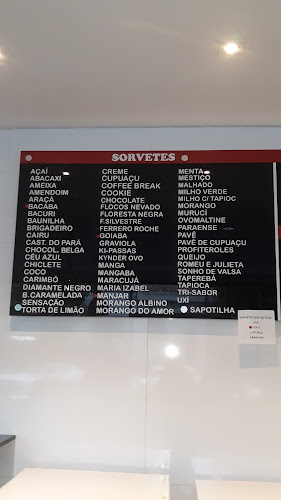 SORVETES
AÇAÍ
ABACAXI
AMEIXA
AMENDOIM
ARAÇÁ
BACÁBA
BACURI
BAUNILHA
BRIGADEIRO
CAIRU
CAST. DO PARÁ
CHOCOL. BELGA
CÉU AZUL
CHICLETE
COCO
CARIMBÓ
DIAMANTE NEGRO
B.CARAMELADA
SENSAÇÃO
TORTA DE LIMÃO
CREME
CUPUAÇU
COFFEE BREAK
COOKIE
CHOCOLATE
FLOCOS NEVADO
FLORESTA NEGRA
F.SILVESTRE
FERRERO ROCHE
GOIABA
GRAVIOLA
KI-PASSAS
KYNDER OVO
MANGA
MANGABA
MARACUJÁ
MARIA IZABEL
MANJAR
MORANGO ALBINO
MORANGO DO AMOR
MENTA
MESTIÇO
MALHADO
MILHO VERDE
MILHO C/ TAPIOC
MORANGO
MURUCÍ
OVOMALTINE
PARAENSE
PAVÊ
PAVÊ DE CUPUAÇU
PROFITEROLES
QUEIJO
ROMEU E JULIETA
SONHO DE VALSA
TAPEREBÁ
TAPIOCA
TRI-SABOR
UXI
SAPOTILHA